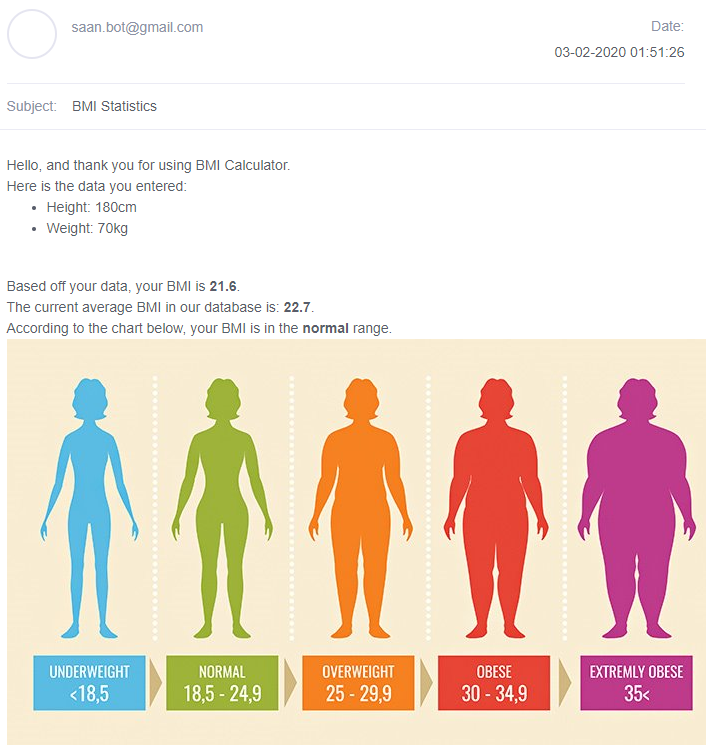 saan.bot@gmail.com
Date:
03-02-2020 01:51:26
Subject: BMI Statistics
Hello, and thank you for using BMI Calculator.
Here is the data you entered:
• Height: 180cm
• Weight: 70kg
Based off your data, your BMI is 21.6.
The current average BMI in our database is: 22.7.
According to the chart below, your BMI is in the normal range.
UNDERWEIGHT
<18,5
NORMAL
18,5 - 24,9
OVERWEIGHT
25 - 29,9
OBESE
30 - 34,9
EXTREMLY OBESE
35<